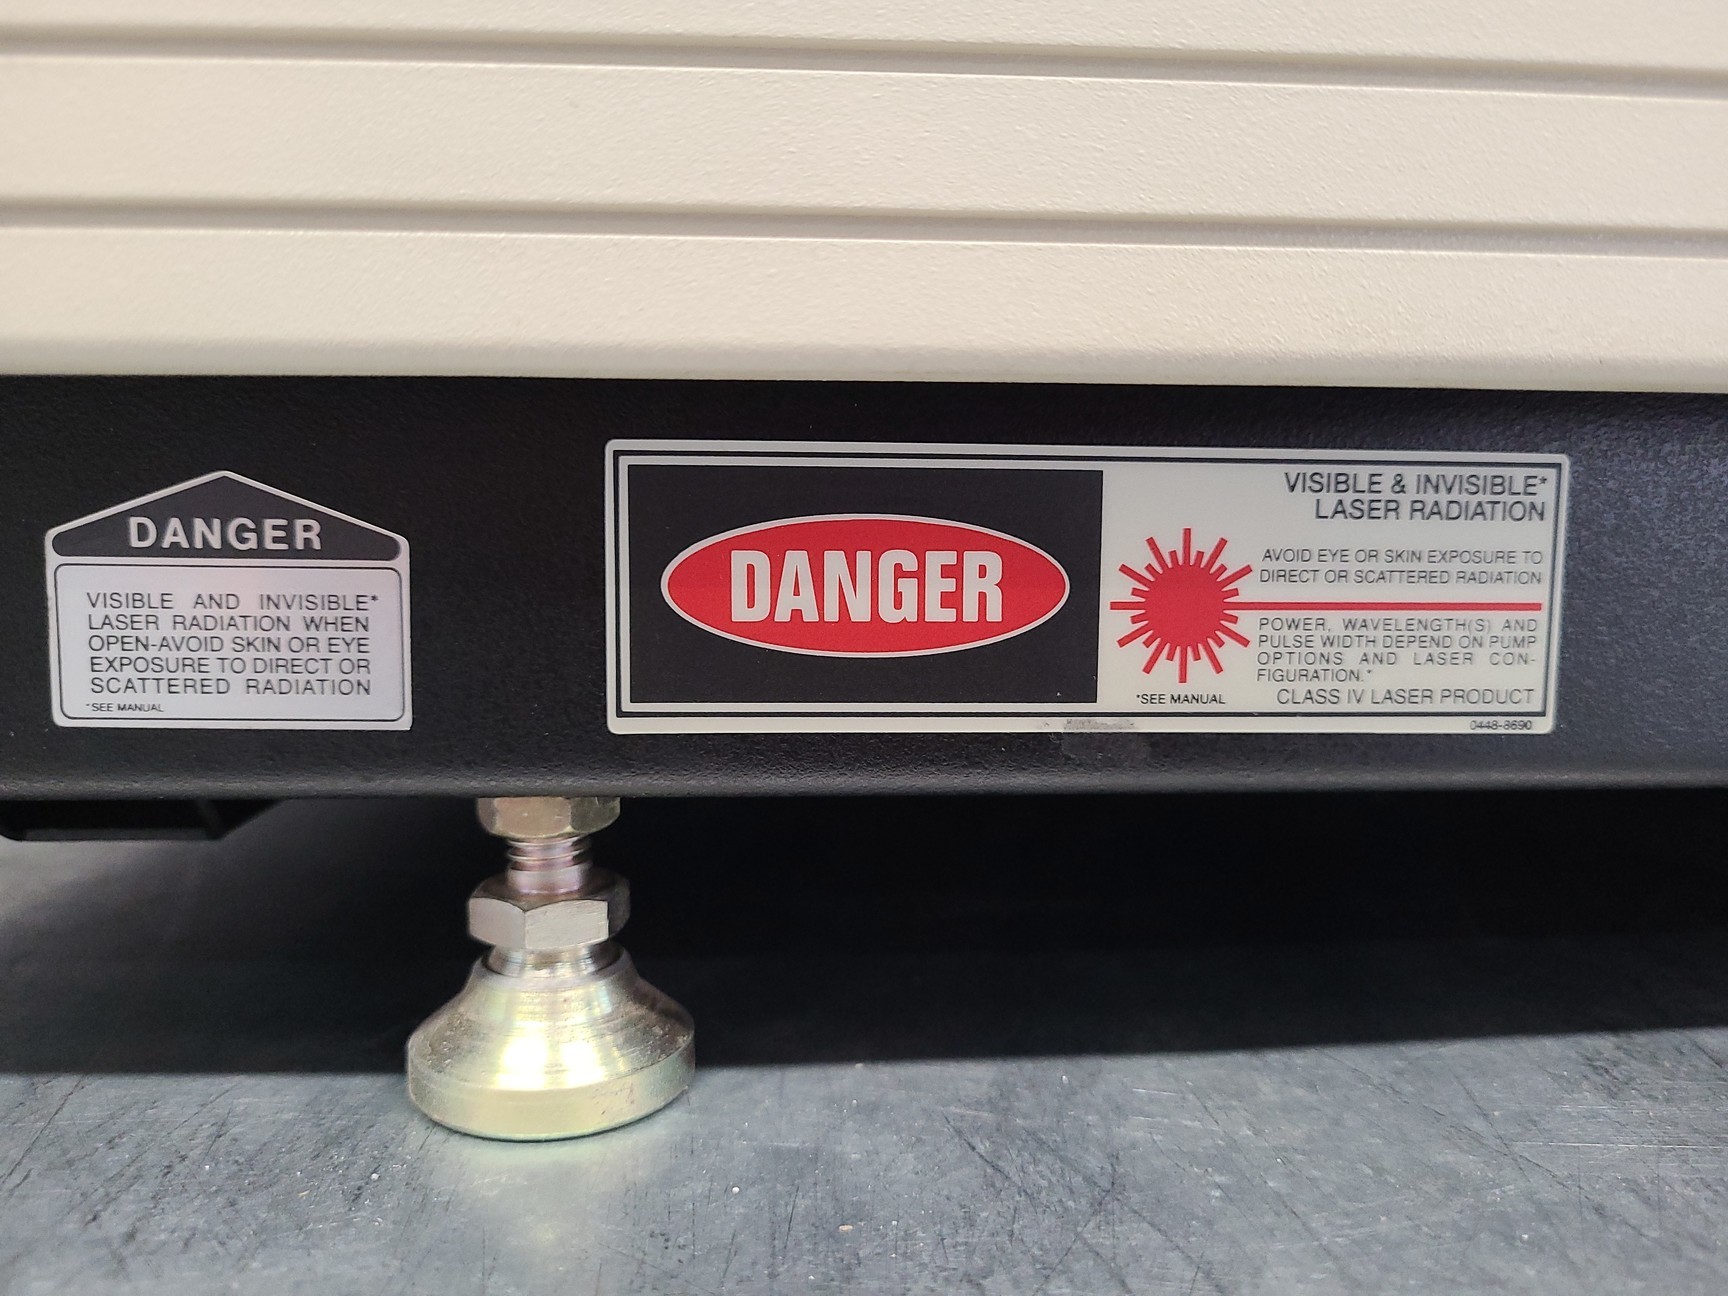 DANGER
VISIBLE AND INVISIBLE*
LASER RADIATION WHEN
OPEN-AVOID SKIN OR EYE
EXPOSURE TO DIRECT OR
SCATTERED RADIATION
*SEE MANUAL
DANGER
VISIBLE & INVISIBLE*
LASER RADIATION
AVOID EYE OR SKIN EXPOSURE TO
DIRECT OR SCATTERED RADIATION
POWER, WAVELENGTH(S) AND
PULSE WIDTH DEPEND ON PUMP
OPTIONS AND LASER CON-
FIGURATION.*
*SEE MANUAL
CLASS IV LASER PRODUCT
0448-8690